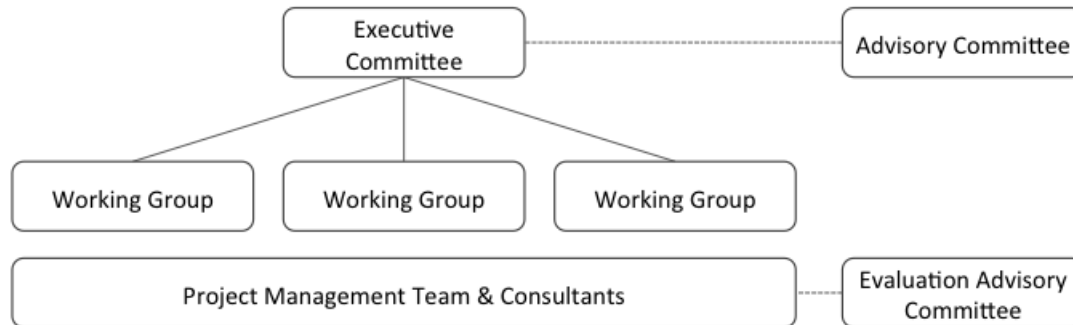 Executive
Committee
Advisory Committee
Working Group
Working Group
Working Group
Project Management Team & Consultants
Evaluation Advisory
Committee